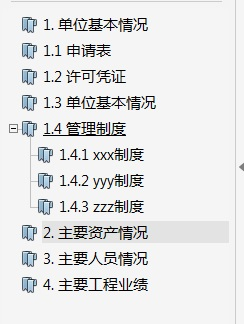 1. 单位基本情况
1.1 申请表
1.2 许可凭证
1.3 单位基本情况
1.4 管理制度
1.4.1 xxx制度
1.4.2 yyy制度
1.4.3 zzz制度
2. 主要资产情况
3. 主要人员情况
4. 主要工程业绩